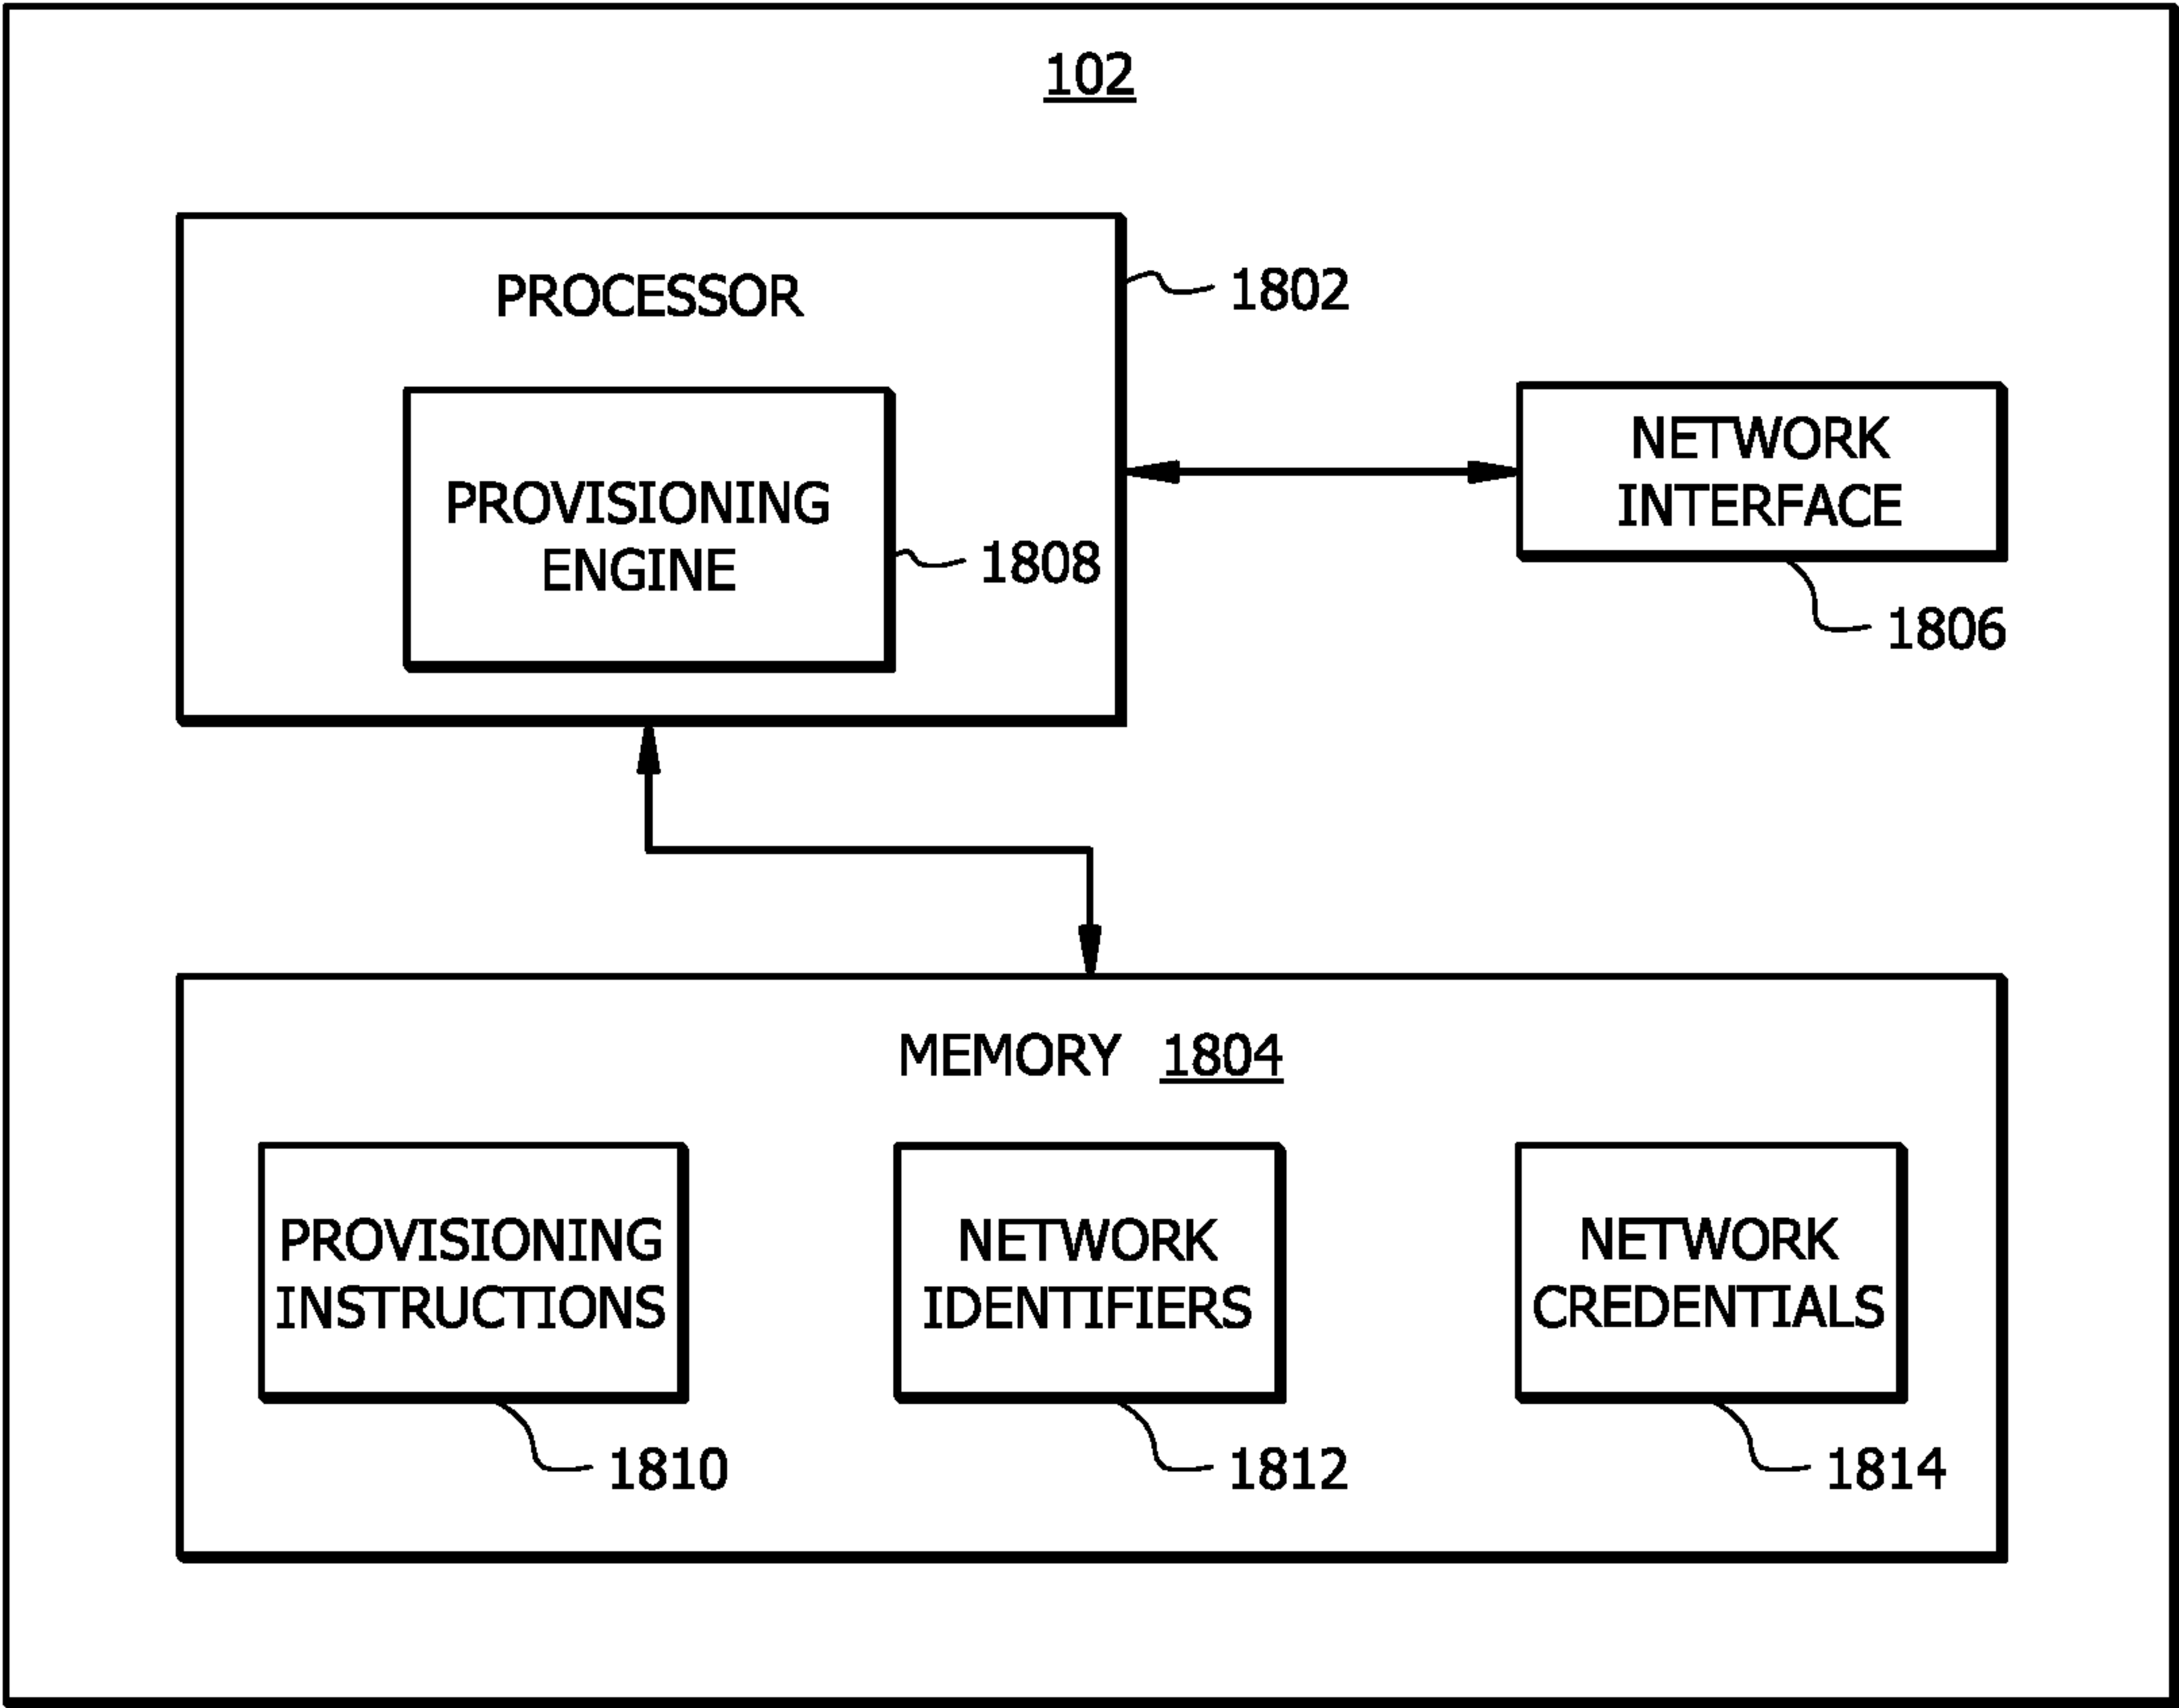 102
PROCESSOR
1802
PROVISIONING
ENGINE
1808
NETWORK
INTERFACE
1806
MEMORY 1804
PROVISIONING
INSTRUCTIONS
1810
NETWORK
IDENTIFIERS
1812
NETWORK
CREDENTIALS
1814